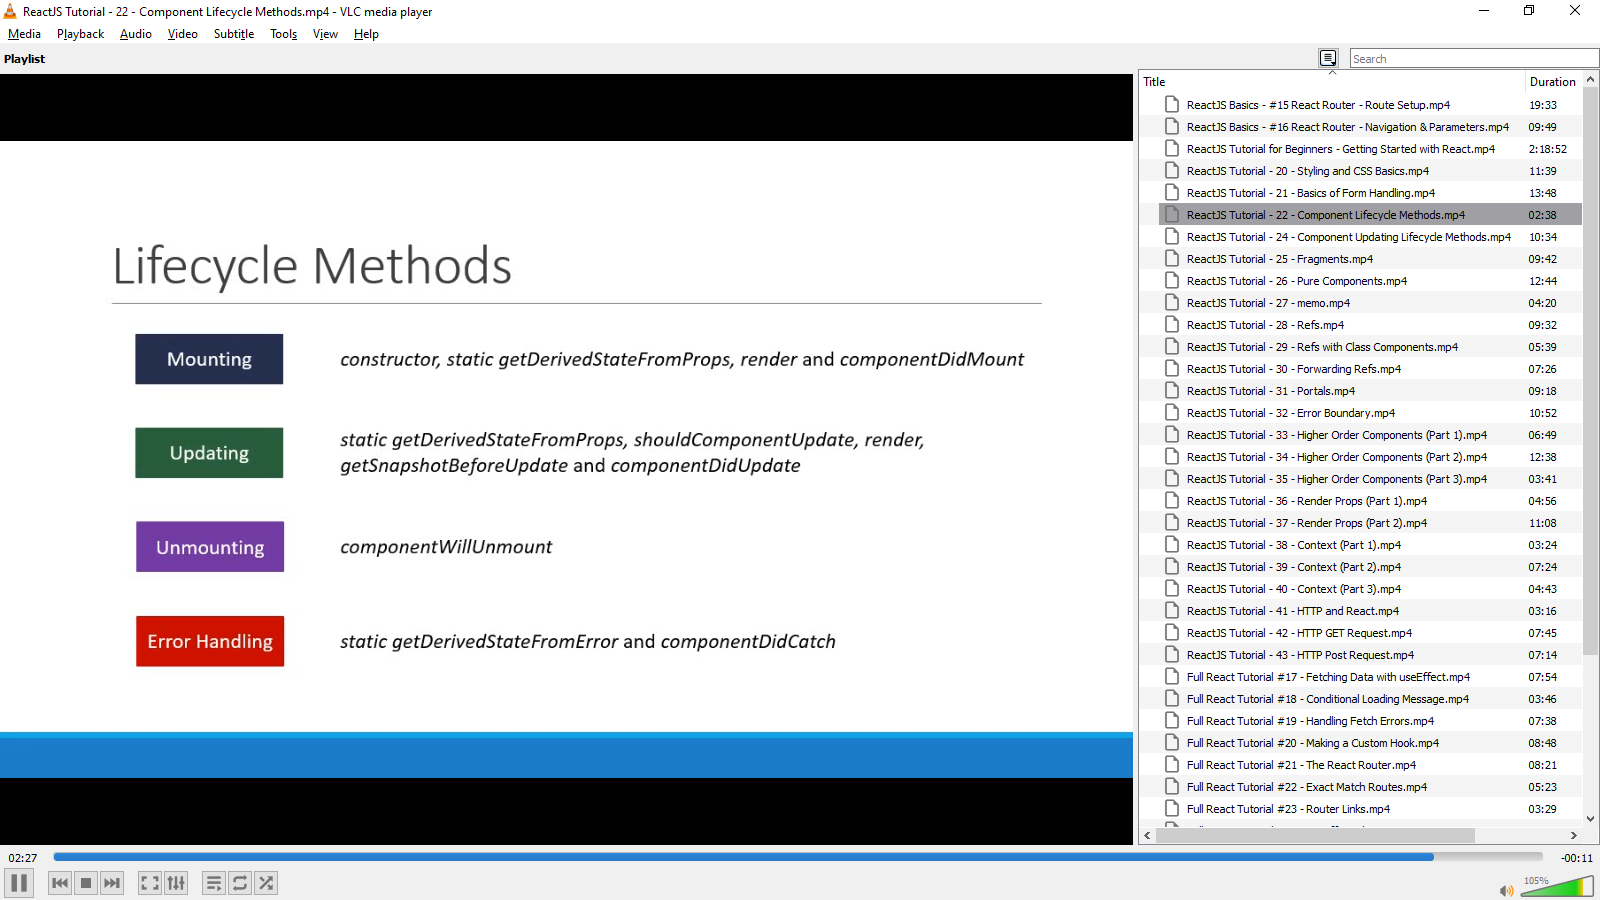 ReactJS Tutorial - 22 - Component Lifecycle Methods.mp4 - VLC media player
Media Playback Audio Video Subtitle Tools View Help
Playlist
Search
Lifecycle Methods
Mounting constructor, static getDerivedStateFromProps, render and componentDidMount
Updating static getDerivedStateFromProps, shouldComponentUpdate, render,
getSnapshotBeforeUpdate and componentDidUpdate
Unmounting componentWillUnmount
Error Handling static getDerivedStateFromError and componentDidCatch
Title Duration
ReactJS Basics - #15 React Router - Route Setup.mp4 19:33
ReactJS Basics - #16 React Router - Navigation & Parameters.mp4 09:49
ReactJS Tutorial for Beginners - Getting Started with React.mp4 2:18:52
ReactJS Tutorial - 20 - Styling and CSS Basics.mp4 11:39
ReactJS Tutorial - 21 - Basics of Form Handling.mp4 13:48
ReactJS Tutorial - 22 - Component Lifecycle Methods.mp4 02:38
ReactJS Tutorial - 24 - Component Updating Lifecycle Methods.mp4 10:34
ReactJS Tutorial - 25 - Fragments.mp4 09:42
ReactJS Tutorial - 26 - Pure Components.mp4 12:44
ReactJS Tutorial - 27 - memo.mp4 04:20
ReactJS Tutorial - 28 - Refs.mp4 09:32
ReactJS Tutorial - 29 - Refs with Class Components.mp4 05:39
ReactJS Tutorial - 30 - Forwarding Refs.mp4 07:26
ReactJS Tutorial - 31 - Portals.mp4 09:18
ReactJS Tutorial - 32 - Error Boundary.mp4 10:52
ReactJS Tutorial - 33 - Higher Order Components (Part 1).mp4 06:49
ReactJS Tutorial - 34 - Higher Order Components (Part 2).mp4 12:38
ReactJS Tutorial - 35 - Higher Order Components (Part 3).mp4 03:41
ReactJS Tutorial - 36 - Render Props (Part 1).mp4 04:56
ReactJS Tutorial - 37 - Render Props (Part 2).mp4 11:08
ReactJS Tutorial - 38 - Context (Part 1).mp4 03:24
ReactJS Tutorial - 39 - Context (Part 2).mp4 07:24
ReactJS Tutorial - 40 - Context (Part 3).mp4 04:43
ReactJS Tutorial - 41 - HTTP and React.mp4 03:16
ReactJS Tutorial - 42 - HTTP GET Request.mp4 07:45
ReactJS Tutorial - 43 - HTTP Post Request.mp4 07:14
Full React Tutorial #17 - Fetching Data with useEffect.mp4 07:54
Full React Tutorial #18 - Conditional Loading Message.mp4 03:46
Full React Tutorial #19 - Handling Fetch Errors.mp4 07:38
Full React Tutorial #20 - Making a Custom Hook.mp4 08:48
Full React Tutorial #21 - The React Router.mp4 08:21
Full React Tutorial #22 - Exact Match Routes.mp4 05:23
Full React Tutorial #23 - Router Links.mp4 03:29
02:27 -00:11
105%